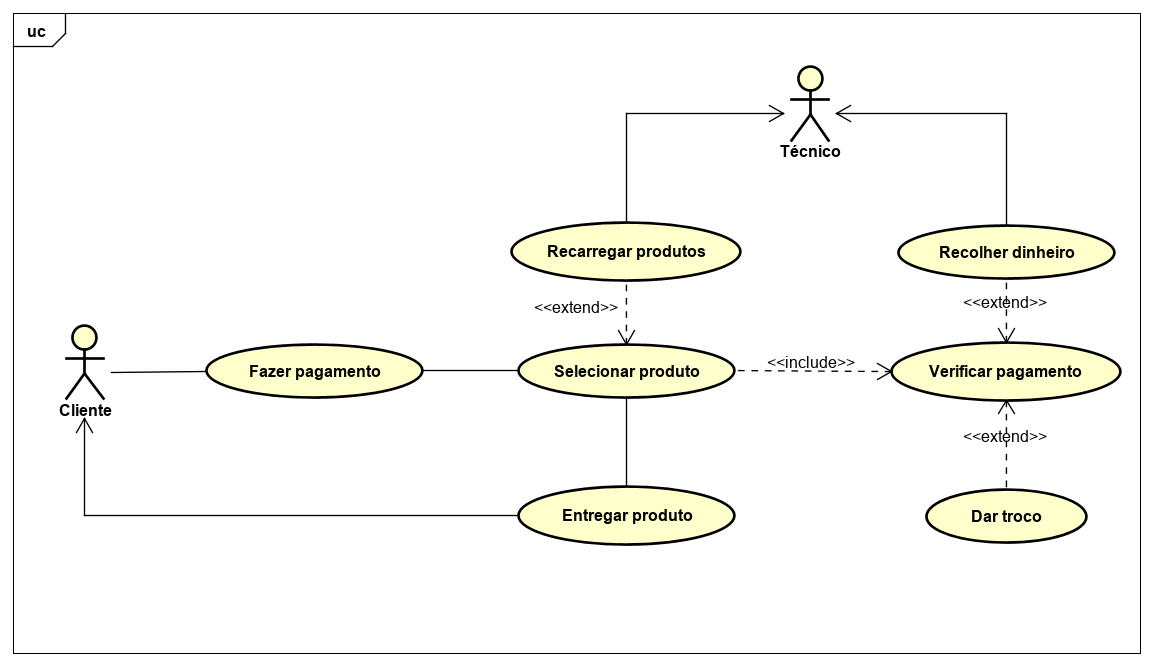 uc
Técnico
Recarregar produtos
Recolher dinheiro
<<extend>>
<<extend>>
Cliente
Fazer pagamento
Selecionar produto
<<include>>
Verificar pagamento
<<extend>>
Entregar produto
Dar troco